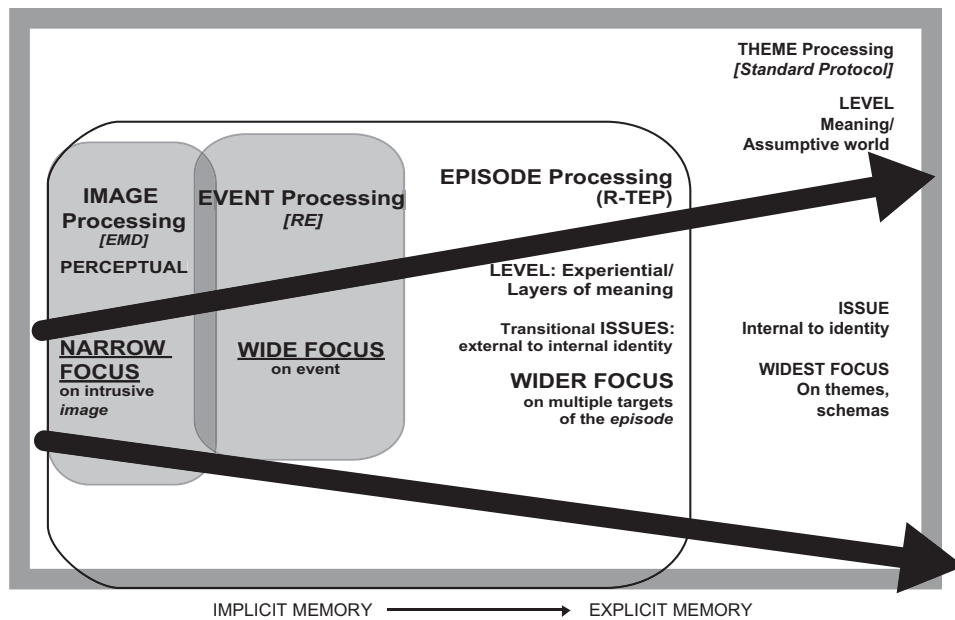 THEME Processing
[Standard Protocol]
LEVEL
Meaning/
Assumptive world
IMAGE
Processing
[EMD]
PERCEPTUAL
EVENT Processing
[RE]
EPISODE Processing
(R-TEP)
LEVEL: Experiential/
Layers of meaning
Transitional ISSUES:
external to internal identity
WIDER FOCUS
on multiple targets
of the episode
ISSUE
Internal to identity
WIDEST FOCUS
On themes,
schemas
NARROW
FOCUS
on intrusive
image
WIDE FOCUS
on event
IMPLICIT MEMORY
EXPLICIT MEMORY